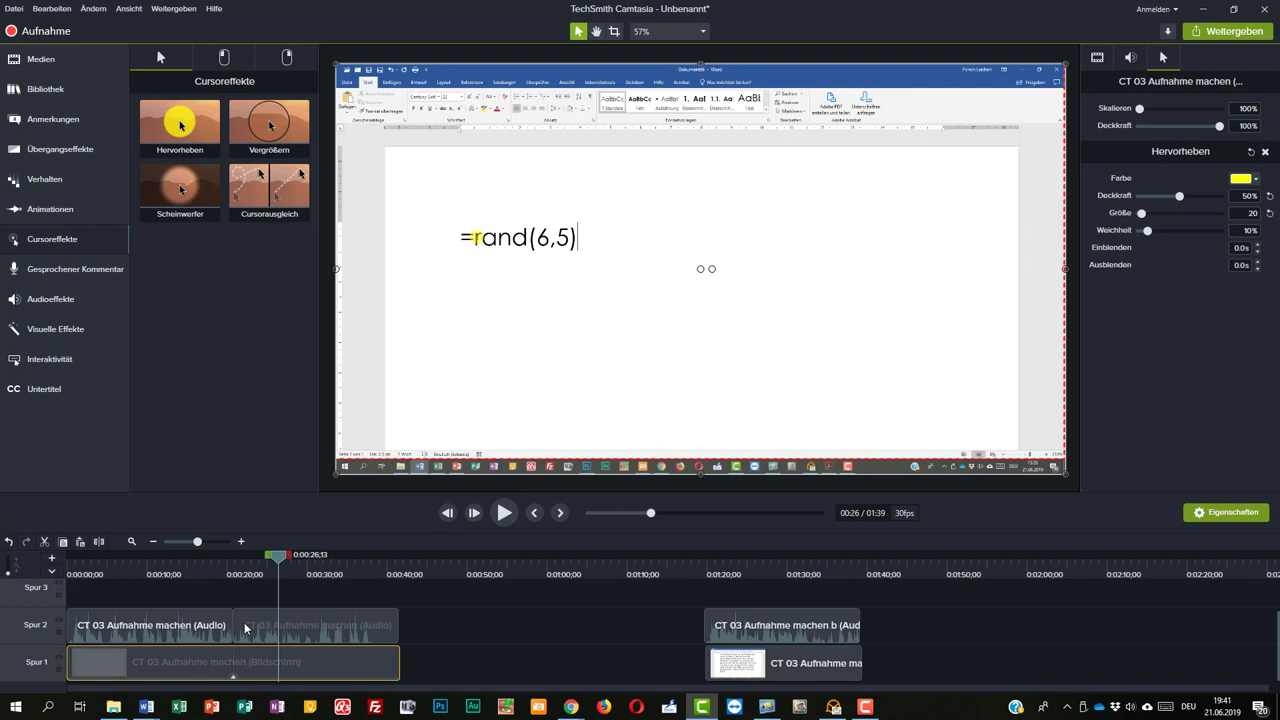 Datei Bearbeiten Ändern Ansicht Weitergeben Hilfe
TechSmith Camtasia - Unbenannt*
Anmelden
Aufnahme
57%
Weitergeben
Medien
Cursoreffekte
Hervorheben
Vergrößern
Scheinwerfer
Cursorausgleich
Übergangseffekte
Verhalten
Animationen
Cursoreffekte
Gesprochener Kommentar
Audioeffekte
Visuelle Effekte
Interaktivität
CC Untertitel
=rand(6,5)
CT 03 Aufnahme machen (...
Skalieren 100%
100%
Hervorheben
Farbe
Deckkraft 50%
Größe 20
Weichheit 10%
Einblenden 0.0s
Ausblenden 0.0s
00:26 / 01:39 30fps
Eigenschaften
0:00:26;13
0:00:00;00 0:00:10;00 0:00:20;00 0:00:30;00 0:00:40;00 0:00:50;00 0:01:00;00 0:01:10;00 0:01:20;00 0:01:30;00 0:01:40;00 0:01:50;00 0:02:00;00 0:02:10;00 0:02:20;00
Spur 3
Spur 2
CT 03 Aufnahme machen (Audio)
CT 03 Aufnahme machen (Audio)
CT 03 Aufnahme machen b (Aud
CT 03 Aufnahme machen (Bildschirm)
CT 03 Aufnahme ma
DEU
19:41
21.06.2019